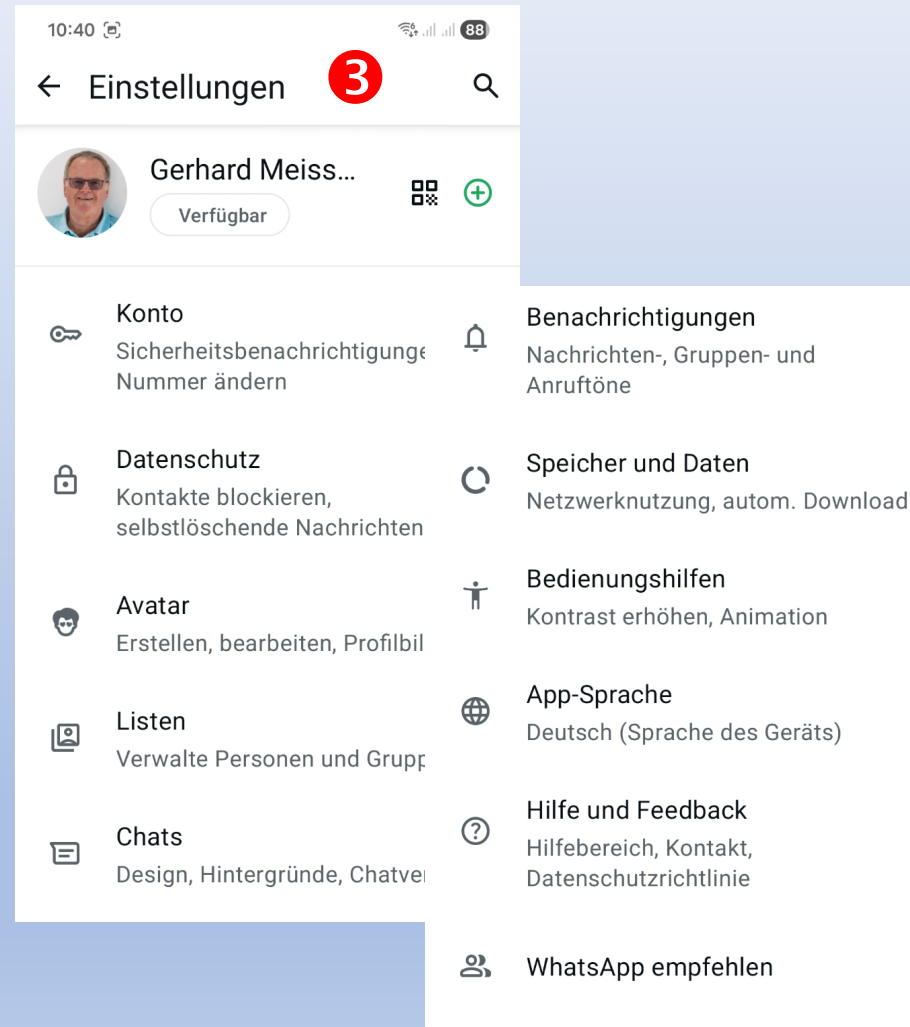 10:40
88
Einstellungen
3
Gerhard Meiss...
Verfügbar
Konto
Sicherheitsbenachrichtigunge
Nummer ändern
Datenschutz
Kontakte blockieren,
selbstlöschende Nachrichten
Avatar
Erstellen, bearbeiten, Profilbil
Listen
Verwalte Personen und Grupp
Chats
Design, Hintergründe, Chatver
Benachrichtigungen
Nachrichten-, Gruppen- und
Anruftöne
Speicher und Daten
Netzwerknutzung, autom. Download
Bedienungshilfen
Kontrast erhöhen, Animation
App-Sprache
Deutsch (Sprache des Geräts)
Hilfe und Feedback
Hilfebereich, Kontakt,
Datenschutzrichtlinie
WhatsApp empfehlen